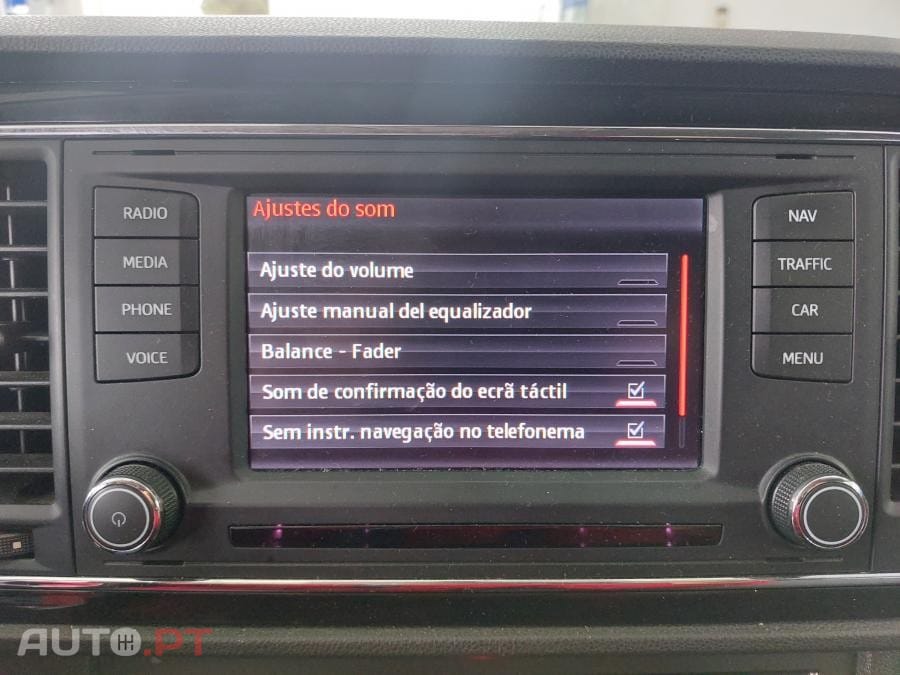 Ajustes do som
RADIO
MEDIA
PHONE
VOICE
Ajuste do volume
Ajuste manual del equalizador
Balance - Fader
Som de confirmação do ecrã táctil
Sem instr. navegação no telefonema
NAV
TRAFFIC
CAR
MENU
AUTO.PT